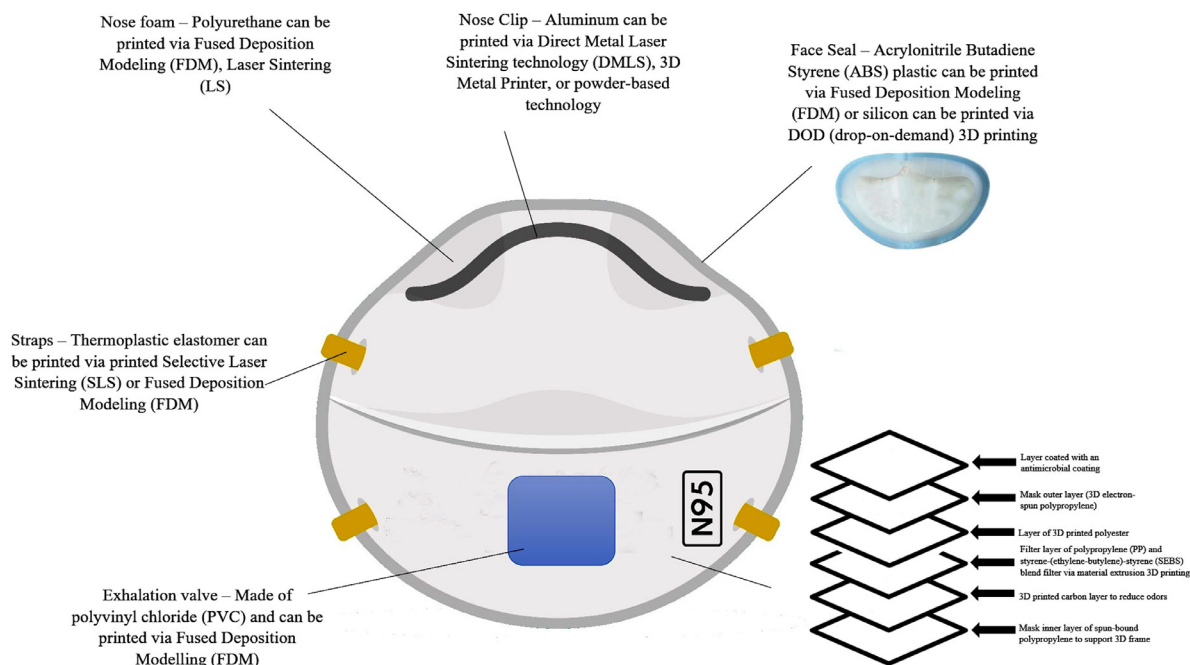 Nose foam – Polyurethane can be
printed via Fused Deposition
Modeling (FDM), Laser Sintering
(LS)
Nose Clip – Aluminum can be
printed via Direct Metal Laser
Sintering technology (DMLS), 3D
Metal Printer, or powder-based
technology
Face Seal – Acrylonitrile Butadiene
Styrene (ABS) plastic can be printed
via Fused Deposition Modeling
(FDM) or silicon can be printed via
DOD (drop-on-demand) 3D printing
Straps – Thermoplastic elastomer can
be printed via printed Selective Laser
Sintering (SLS) or Fused Deposition
Modeling (FDM)
N95
Exhalation valve – Made of
polyvinyl chloride (PVC) and can be
printed via Fused Deposition
Modelling (FDM)
Layer coated with an
antimicrobial coating
Mask outer layer (3D electron-
spun polypropylene)
Layer of 3D printed polyester
Filter layer of polypropylene (PP) and
styrene-(ethylene-butylene)-styrene (SEBS)
blend filter via material extrusion 3D printing
3D printed carbon layer to reduce odors
Mask inner layer of spun-bound
polypropylene to support 3D frame